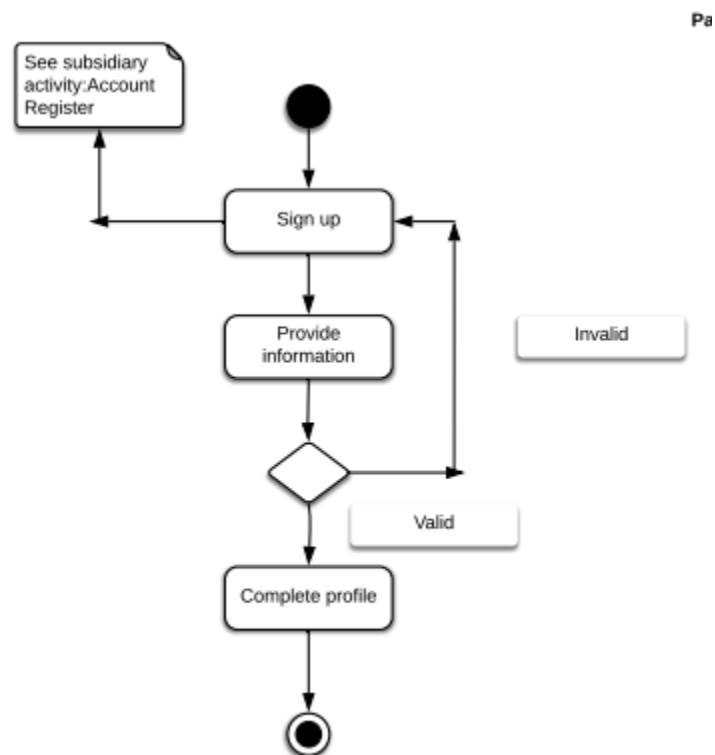 Pa
See subsidiary
activity:Account
Register
Sign up
Provide
information
Invalid
Valid
Complete profile